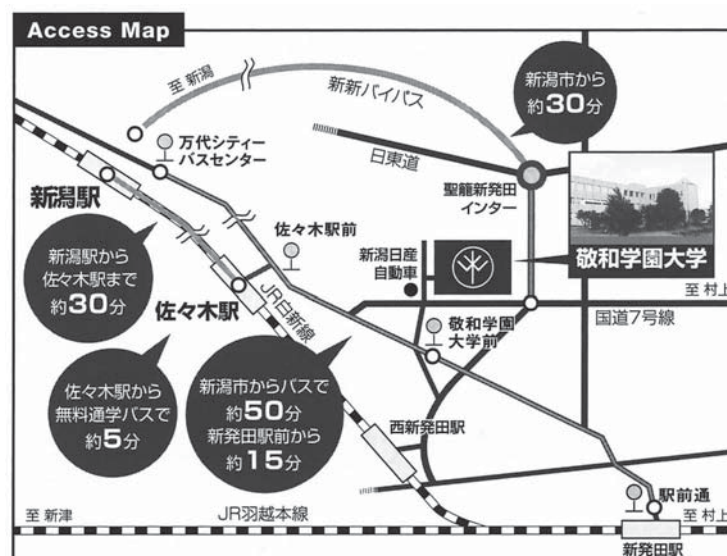 Access Map
至 新潟
新新バイパス
新潟市から
約30分
万代シティー
バスセンター
日東道
聖籠新発田
インター
新潟駅
佐々木駅前
新潟日産
自動車
敬和学園大学
新潟駅から
佐々木駅まで
約30分
佐々木駅
JR白新線
至 村上
国道7号線
敬和学園
大学前
佐々木駅から
無料通学バスで
約5分
新潟市からバスで
約50分
新発田駅前から
約15分
西新発田駅
駅前通
至 新津
JR羽越本線
至 村上
新発田駅